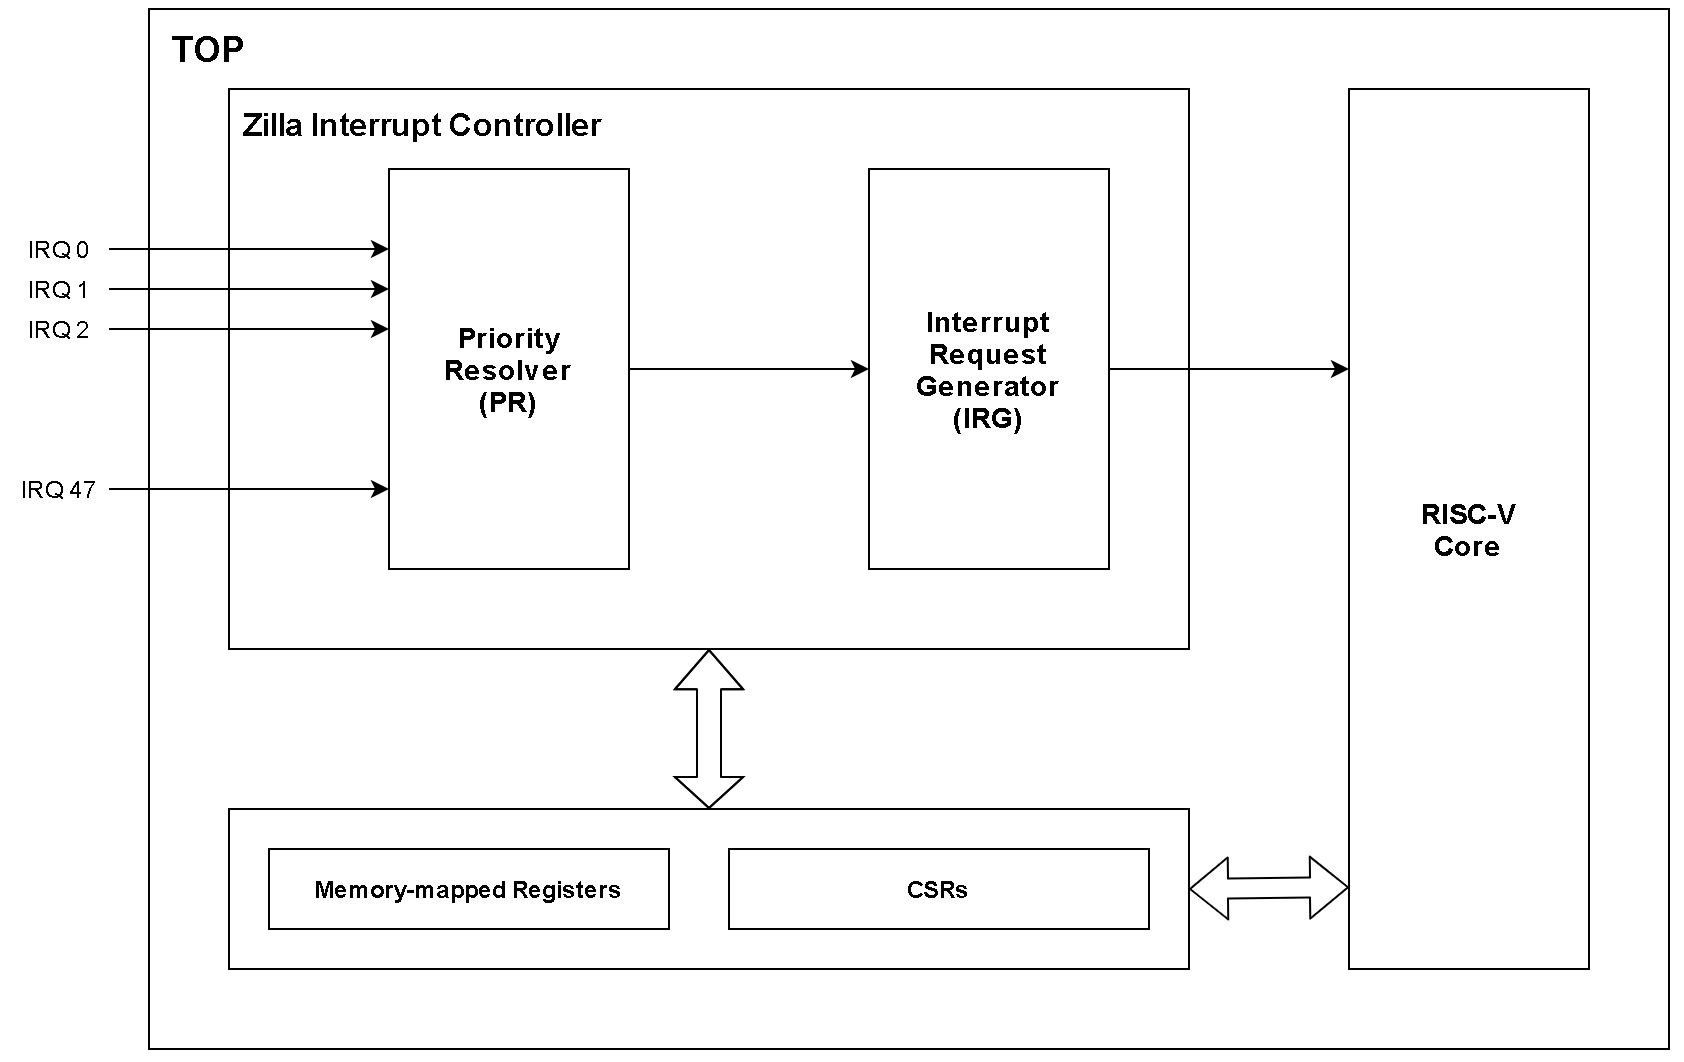 TOP
Zilla Interrupt Controller
IRQ 0
IRQ 1
IRQ 2
IRQ 47
Priority
Resolver
(PR)
Interrupt
Request
Generator
(IRG)
RISC-V
Core
Memory-mapped Registers
CSRs